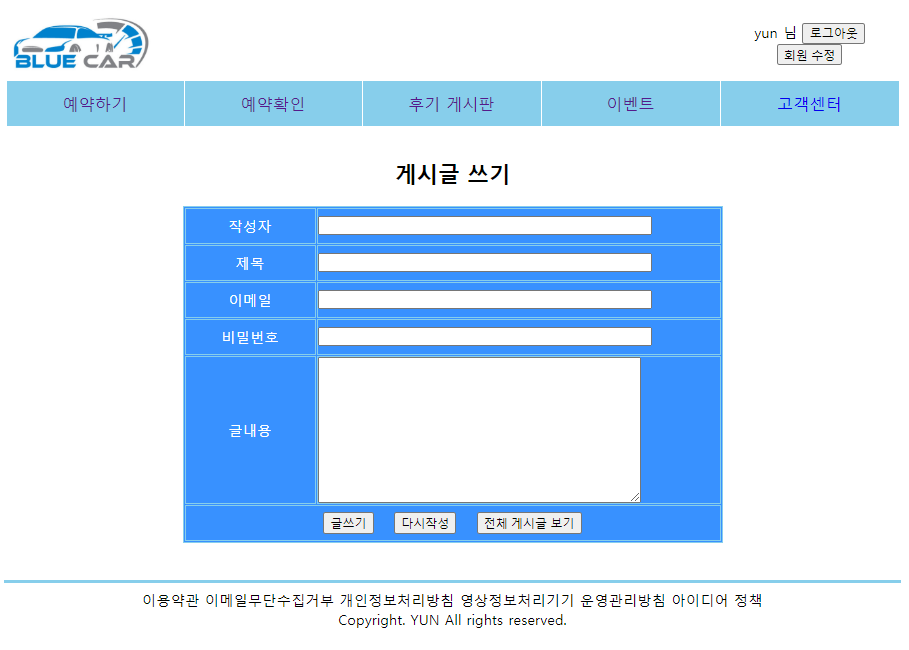 BLUE CAR
yun 님 로그아웃
회원 수정
예약하기 예약확인 후기 게시판 이벤트 고객센터
게시글 쓰기
작성자
제목
이메일
비밀번호
글내용
글쓰기 다시작성 전체 게시글 보기
이용약관 이메일무단수집거부 개인정보처리방침 영상정보처리기기 운영관리방침 아이디어 정책
Copyright. YUN All rights reserved.